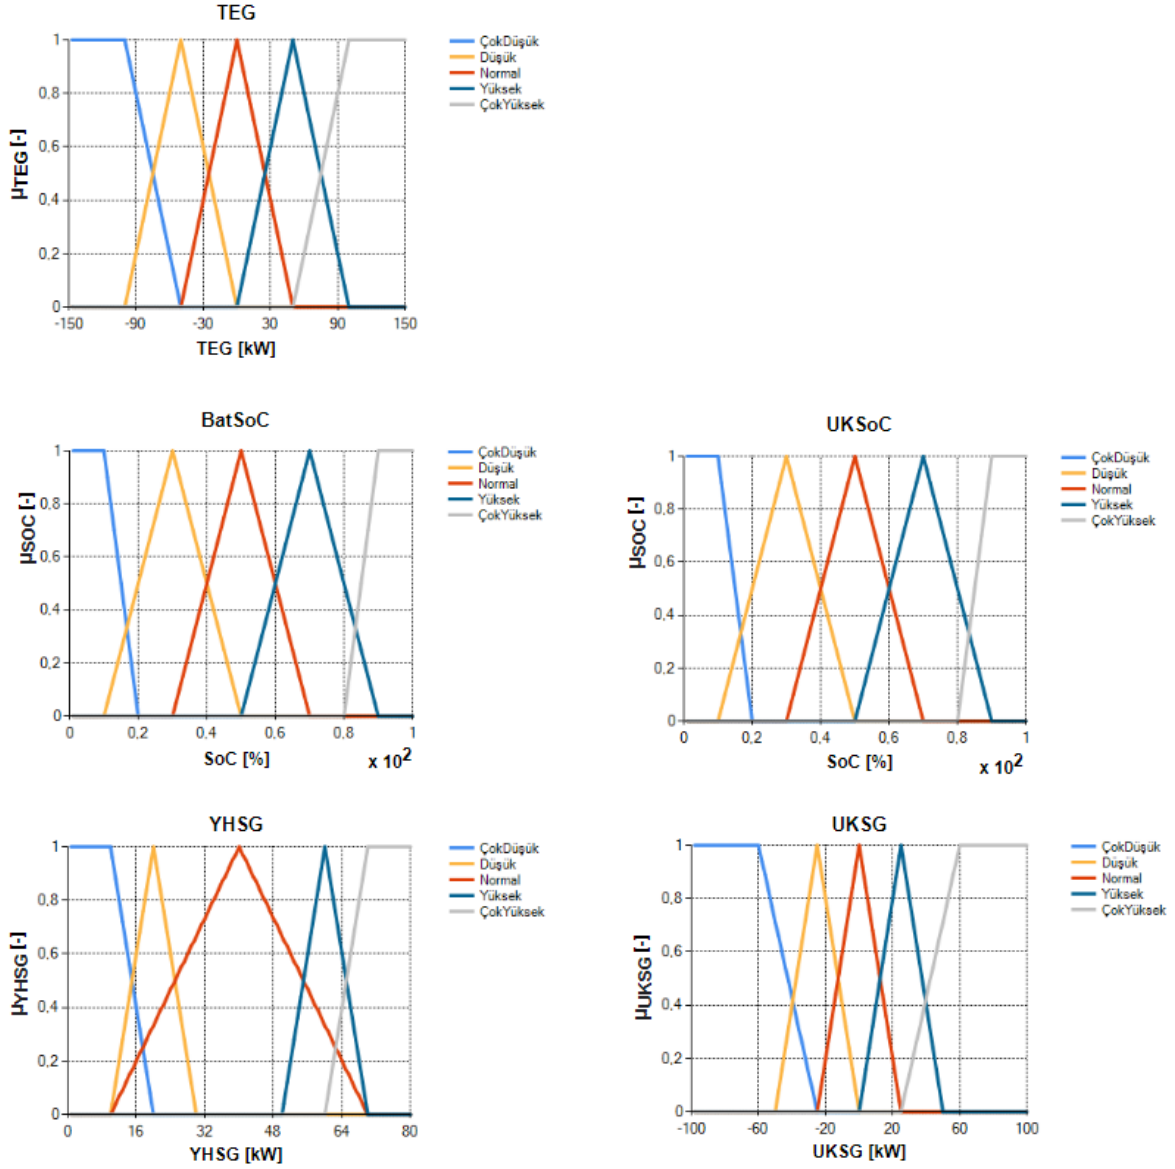 TEG
1
0.8
0.6
0.4
0.2
0
-150
-90
-30
30
90
150
μTEG [-]
TEG [kW]
ÇokDüşük
Düşük
Normal
Yüksek
ÇokYüksek
BatSoC
1
0,8
0,6
0,4
0,2
0
0
0,2
0,4
0,6
0,8
1
μSOC [-]
SoC [%]
x 10²
ÇokDüşük
Düşük
Normal
Yüksek
ÇokYüksek
UKSoC
1
0,8
0,6
0,4
0,2
0
0
0,2
0,4
0,6
0,8
1
μSOC [-]
SoC [%]
x 10²
ÇokDüşük
Düşük
Normal
Yüksek
ÇokYüksek
YHSG
1
0,8
0,6
0,4
0,2
0
0
16
32
48
64
80
μYHSG [-]
YHSG [kW]
ÇokDüşük
Düşük
Normal
Yüksek
ÇokYüksek
UKSG
1
0,8
0,6
0,4
0,2
0
-100
-60
-20
20
60
100
μUKSG [-]
UKSG [kW]
ÇokDüşük
Düşük
Normal
Yüksek
ÇokYüksek